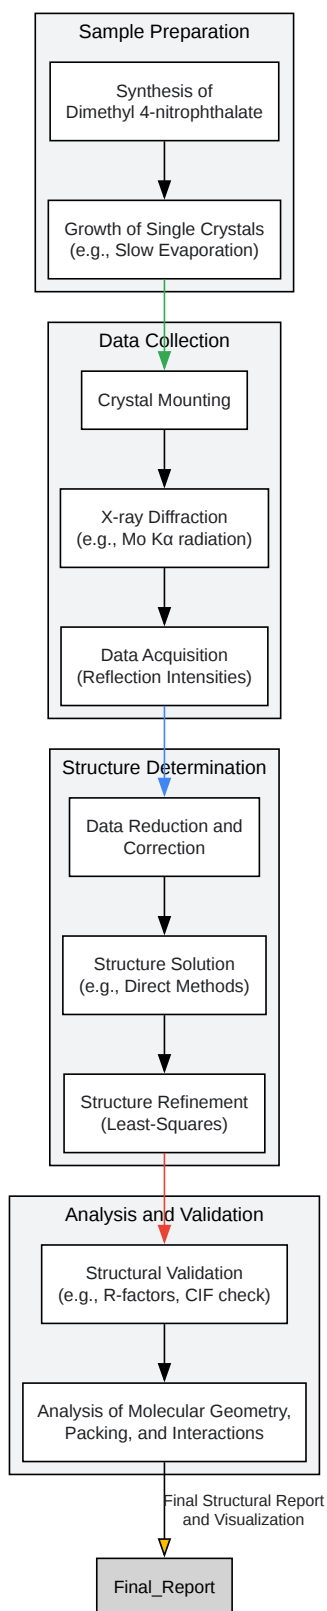 Sample Preparation
Synthesis of
Dimethyl 4-nitrophthalate
Growth of Single Crystals
(e.g., Slow Evaporation)
Data Collection
Crystal Mounting
X-ray Diffraction
(e.g., Mo Kα radiation)
Data Acquisition
(Reflection Intensities)
Structure Determination
Data Reduction and
Correction
Structure Solution
(e.g., Direct Methods)
Structure Refinement
(Least-Squares)
Analysis and Validation
Structural Validation
(e.g., R-factors, CIF check)
Analysis of Molecular Geometry,
Packing, and Interactions
Final Structural Report
and Visualization
Final_Report